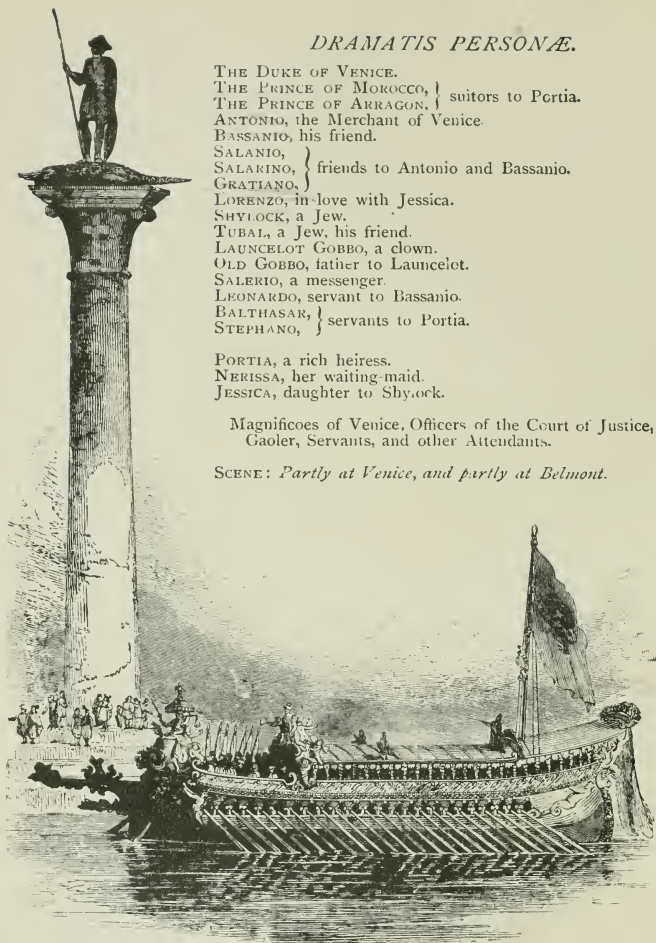 DRAMATIS PERSONÆ.
THE DUKE OF VENICE.
THE PRINCE OF MOROCCO, } suitors to Portia.
THE PRINCE OF ARRAGON, }
ANTONIO, the Merchant of Venice.
BASSANIO, his friend.
SALANIO, }
SALARINO, } friends to Antonio and Bassanio.
GRATIANO, }
LORENZO, in love with Jessica.
SHYLOCK, a Jew.
TUBAL, a Jew, his friend.
LAUNCELOT GOBBO, a clown.
OLD GOBBO, father to Launcelot.
SALERIO, a messenger.
LEONARDO, servant to Bassanio.
BALTHASAR, } servants to Portia.
STEPHANO, }
PORTIA, a rich heiress.
NERISSA, her waiting-maid.
JESSICA, daughter to Shylock.
Magnificoes of Venice, Officers of the Court of Justice,
Gaoler, Servants, and other Attendants.
SCENE: Partly at Venice, and partly at Belmont.